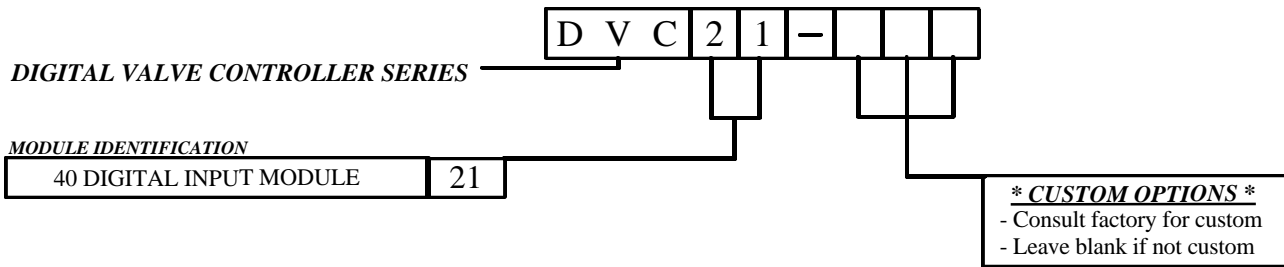 D V C 2 1 -
DIGITAL VALVE CONTROLLER SERIES
MODULE IDENTIFICATION
40 DIGITAL INPUT MODULE 21
* CUSTOM OPTIONS *
- Consult factory for custom
- Leave blank if not custom